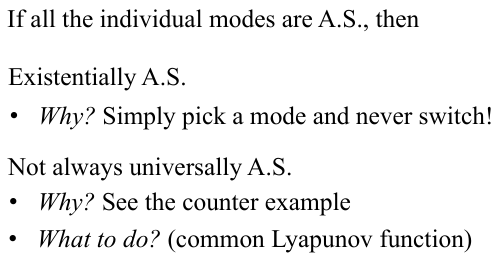 If all the individual modes are A.S., then
Existentially A.S.
• Why? Simply pick a mode and never switch!
Not always universally A.S.
• Why? See the counter example
• What to do? (common Lyapunov function)